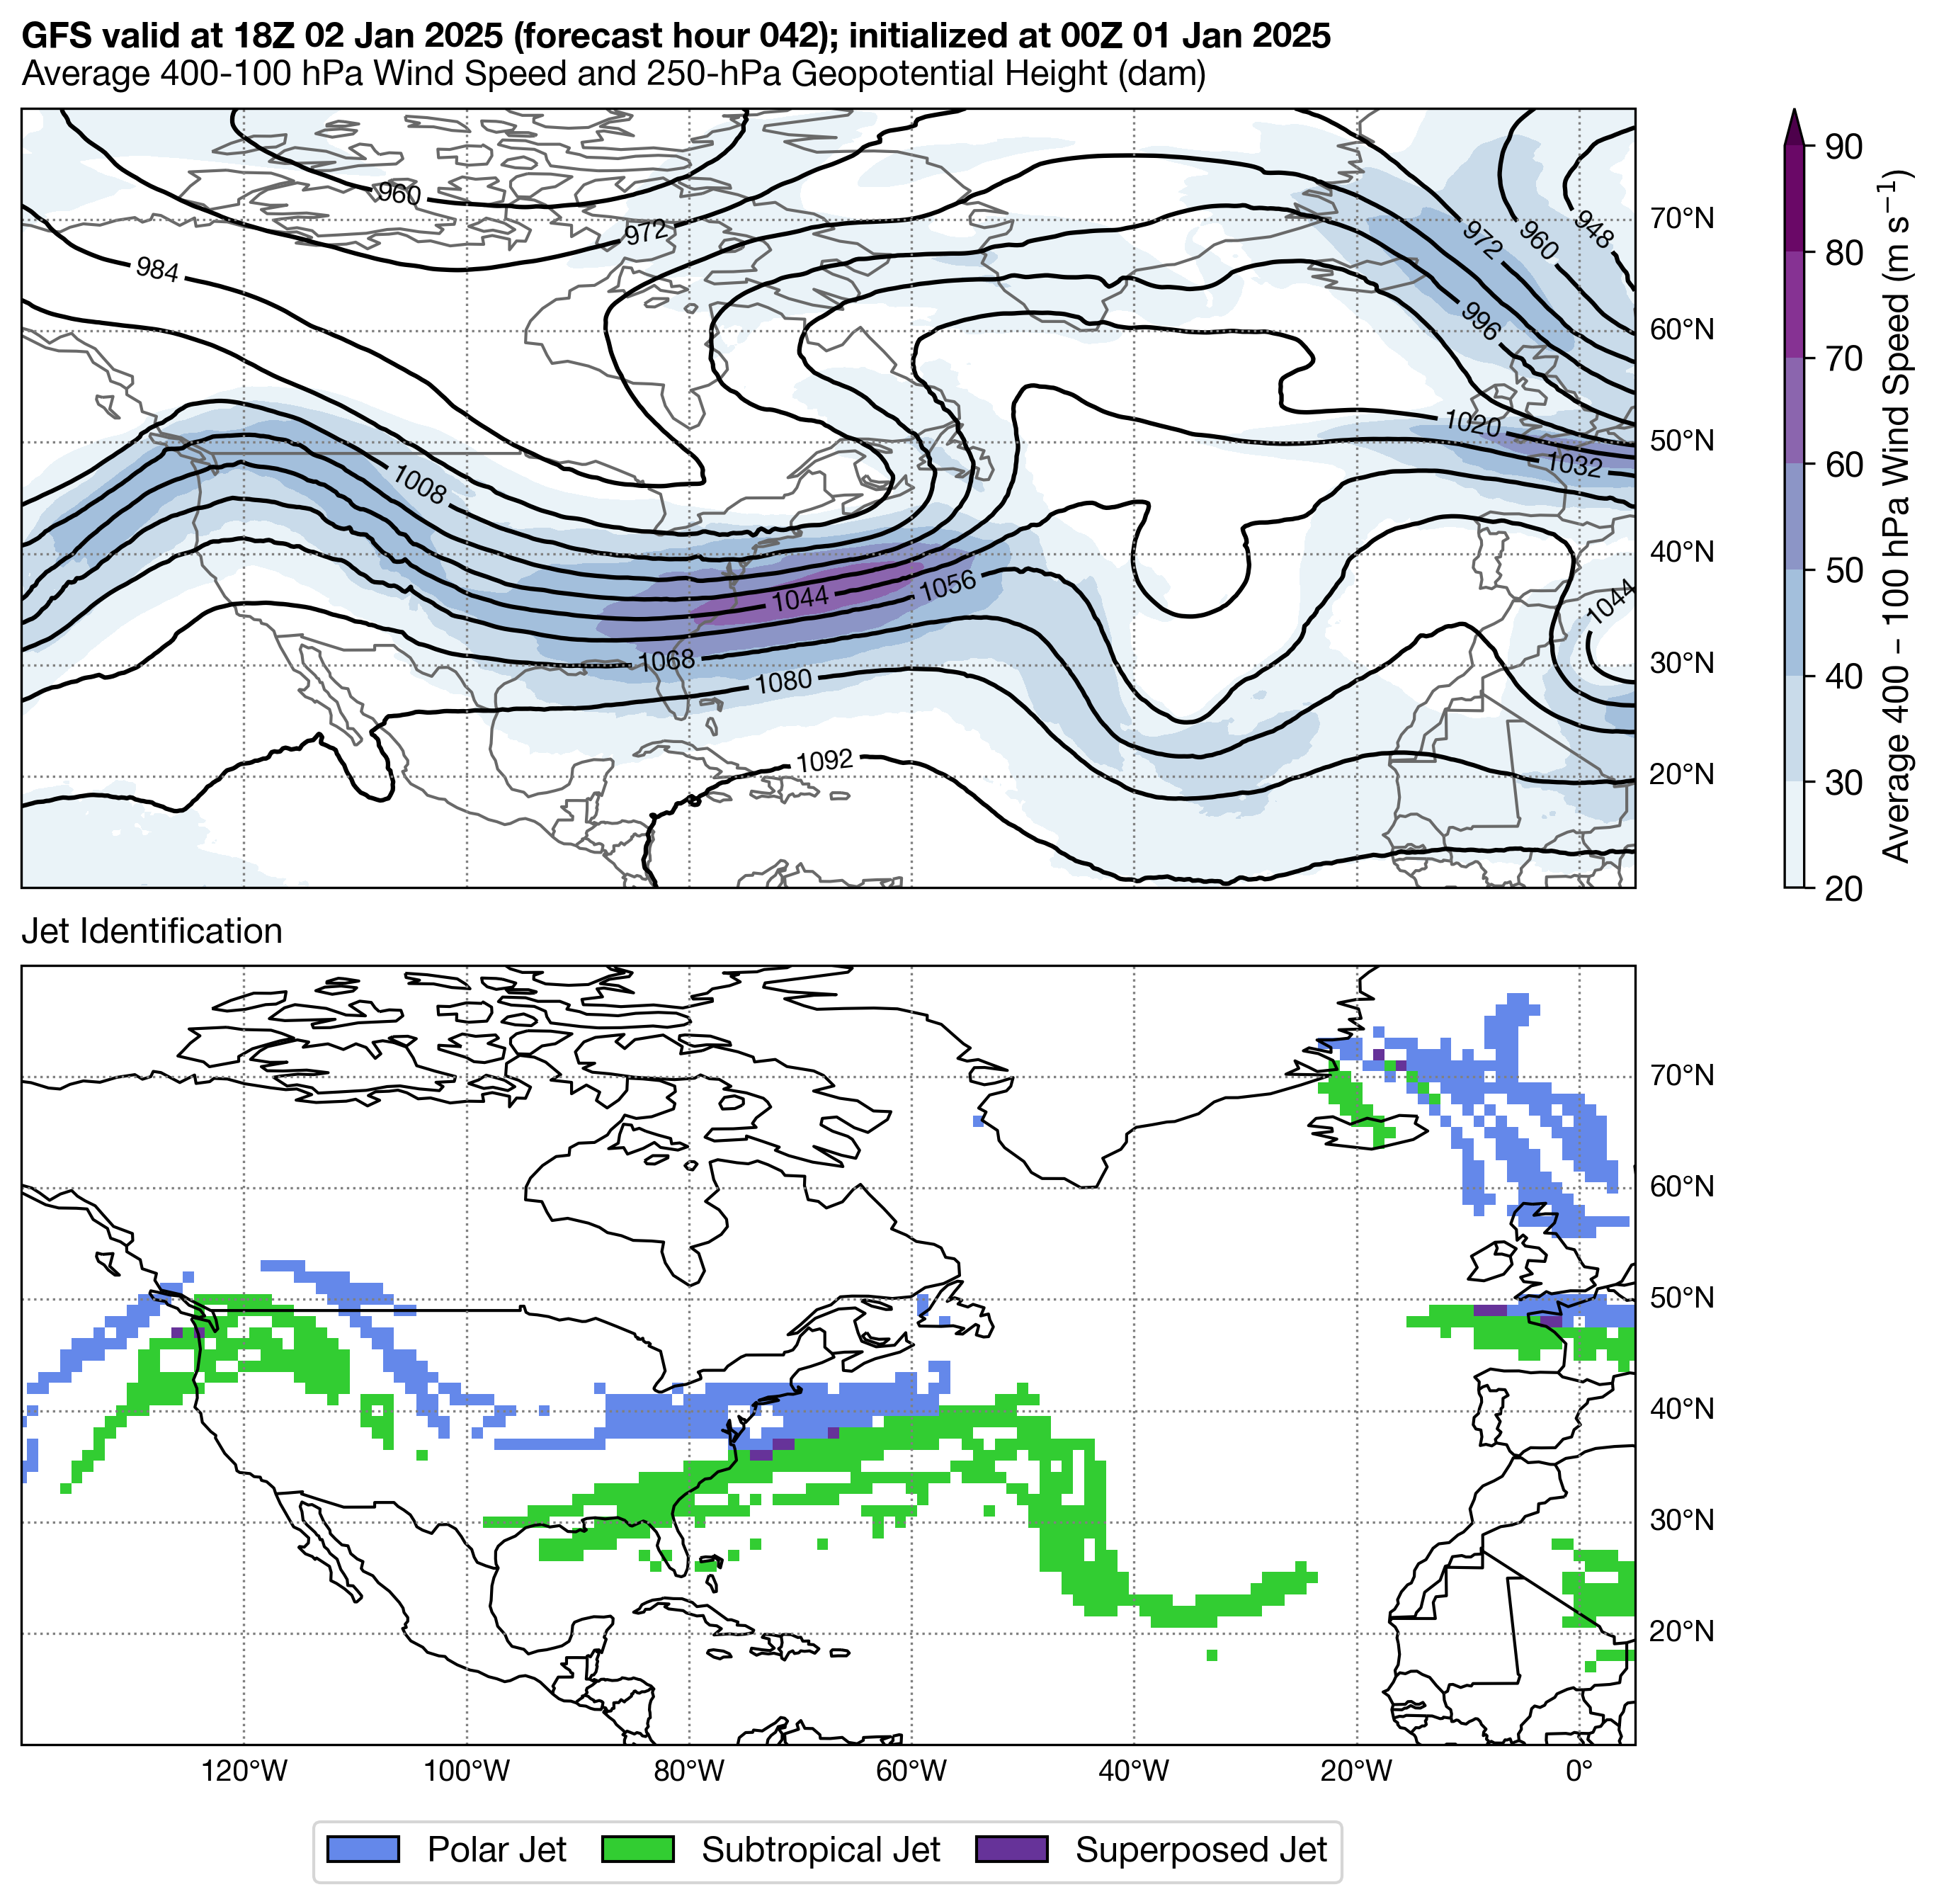 GFS valid at 18Z 02 Jan 2025 (forecast hour 042); initialized at 00Z 01 Jan 2025
Average 400-100 hPa Wind Speed and 250-hPa Geopotential Height (dam)
960
972
984
1008
1044
1056
1068
1080
1092
972
960
948
996
1020
1032
1044
70°N
60°N
50°N
40°N
30°N
20°N
90
80
70
60
50
40
30
20
Average 400 – 100 hPa Wind Speed (m s−1)
Jet Identification
70°N
60°N
50°N
40°N
30°N
20°N
120°W 100°W 80°W 60°W 40°W 20°W 0°
Polar Jet Subtropical Jet Superposed Jet